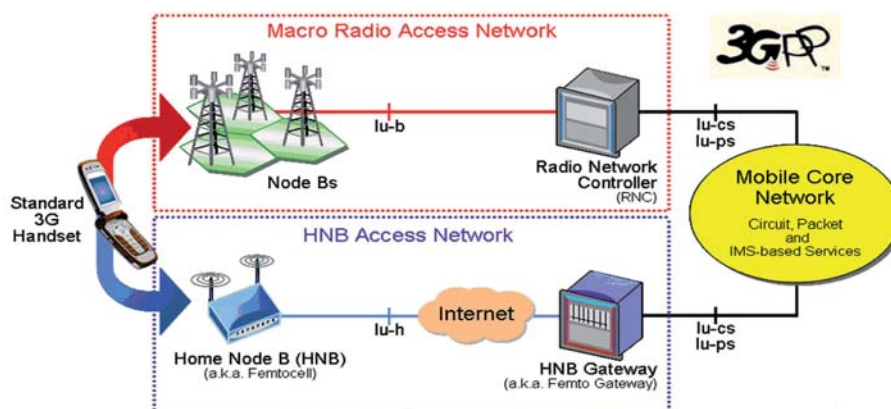 Macro Radio Access Network
3GPP
TM
Iu-b
Iu-cs
Iu-ps
Node Bs
Radio Network
Controller
(RNC)
Standard
3G
Handset
Mobile Core
Network
Circuit, Packet
and
IMS-based Services
HNB Access Network
Internet
Iu-h
Iu-cs
Iu-ps
Home Node B (HNB)
(a.k.a. Femtocell)
HNB Gateway
(a.k.a. Femto Gateway)